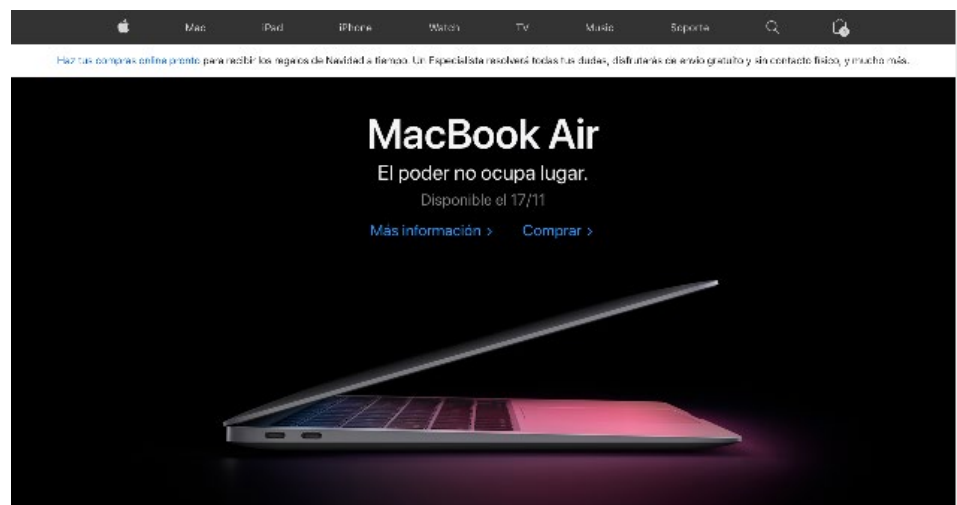 Mac iPad iPhone Watch TV Music Soporte
Haz tus compras online pronto para recibir los regalos de Navidad a tiempo. Un Especialista resolverá todas tus dudas, disfrutarás de envío gratuito y sin contacto físico, y mucho más.
MacBook Air
El poder no ocupa lugar.
Disponible el 17/11
Más información > Comprar >